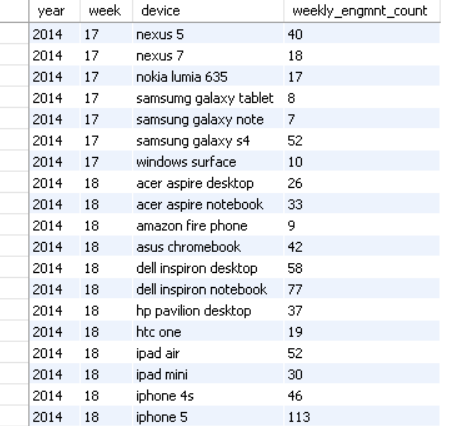 year week device weekly_engmnt_count
2014 17 nexus 5 40
2014 17 nexus 7 18
2014 17 nokia lumia 635 17
2014 17 samsumg galaxy tablet 8
2014 17 samsung galaxy note 7
2014 17 samsung galaxy s4 52
2014 17 windows surface 10
2014 18 acer aspire desktop 26
2014 18 acer aspire notebook 33
2014 18 amazon fire phone 9
2014 18 asus chromebook 42
2014 18 dell inspiron desktop 58
2014 18 dell inspiron notebook 77
2014 18 hp pavilion desktop 37
2014 18 htc one 19
2014 18 ipad air 52
2014 18 ipad mini 30
2014 18 iphone 4s 46
2014 18 iphone 5 113